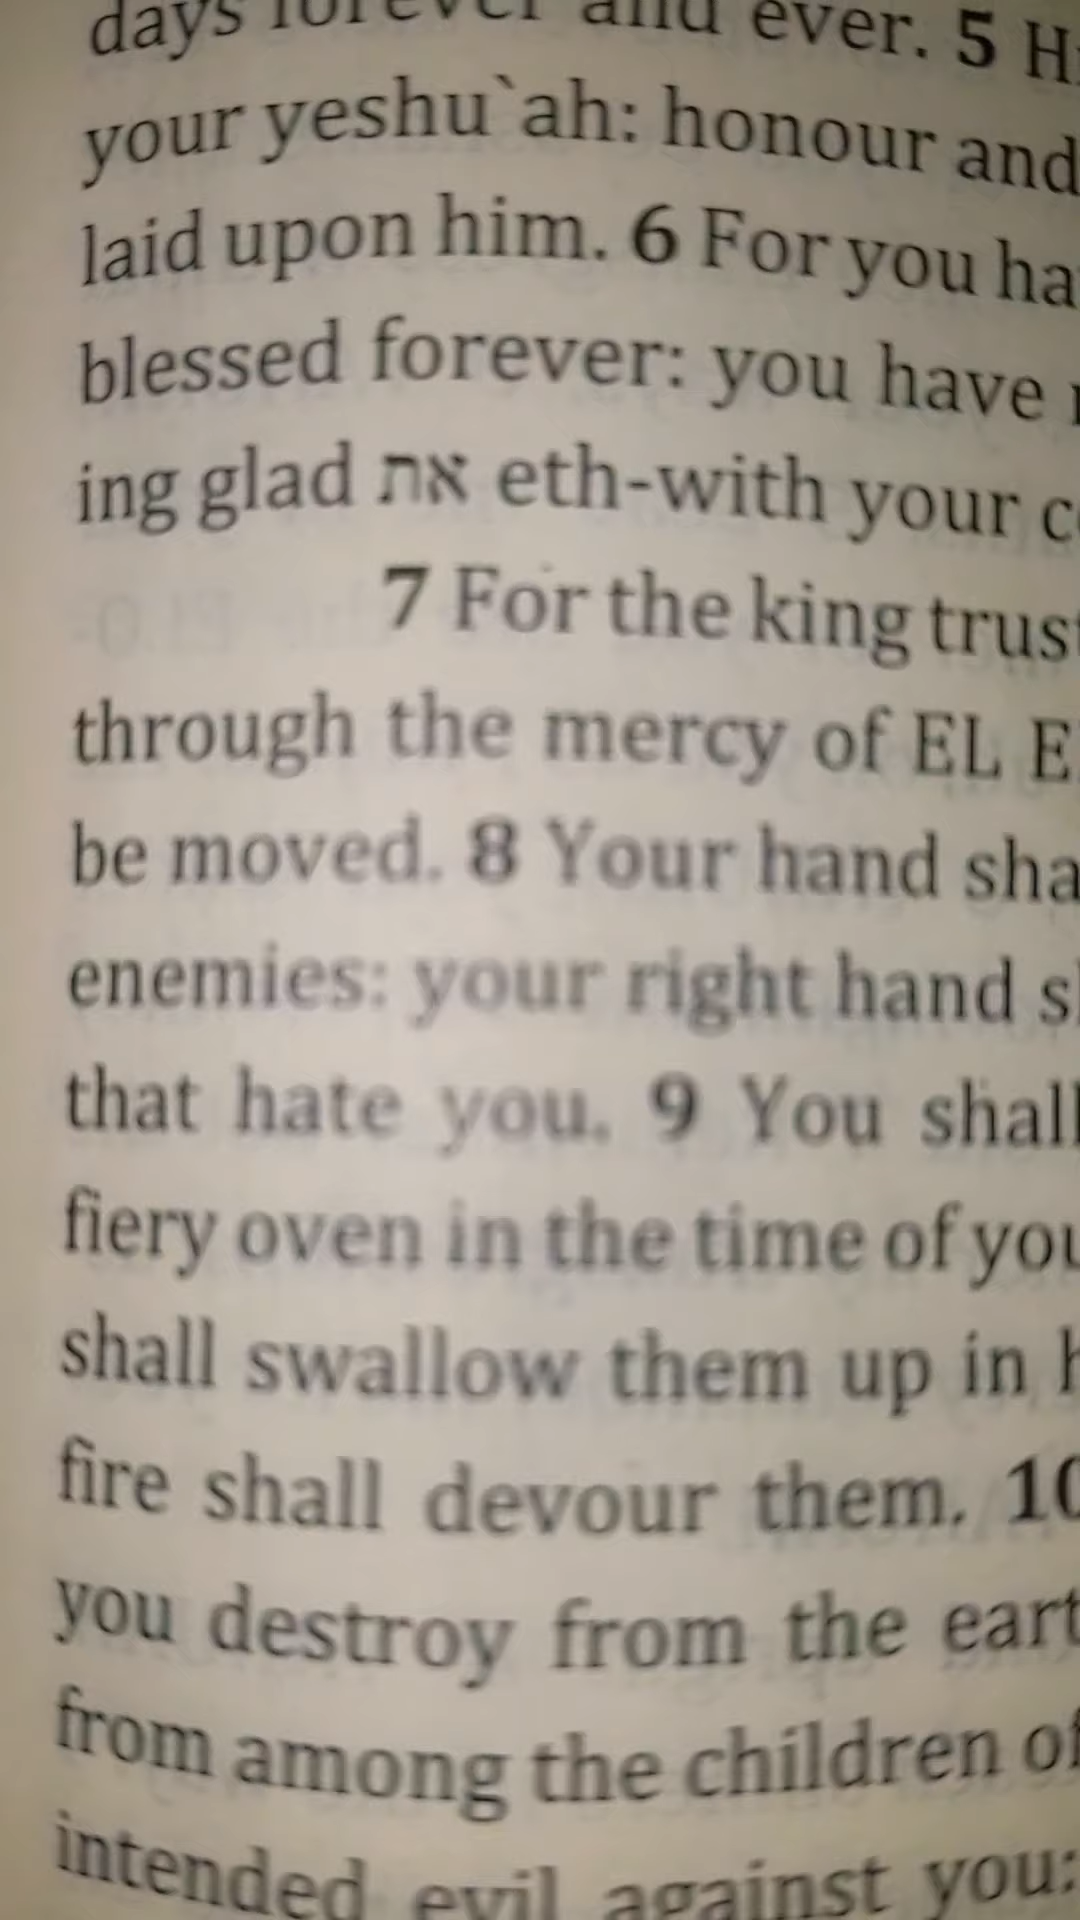 days forever and ever. 5
your yeshu`ah: honour and
laid upon him. 6 For you ha
blessed forever: you have
ing glad את eth-with your c
7 For the king trust
through the mercy of EL E
be moved. 8 Your hand sha
enemies: your right hand s
that hate you. 9 You shall
fiery oven in the time of you
shall swallow them up in
fire shall devour them. 10
you destroy from the eart
from among the children of
intended evil against you: